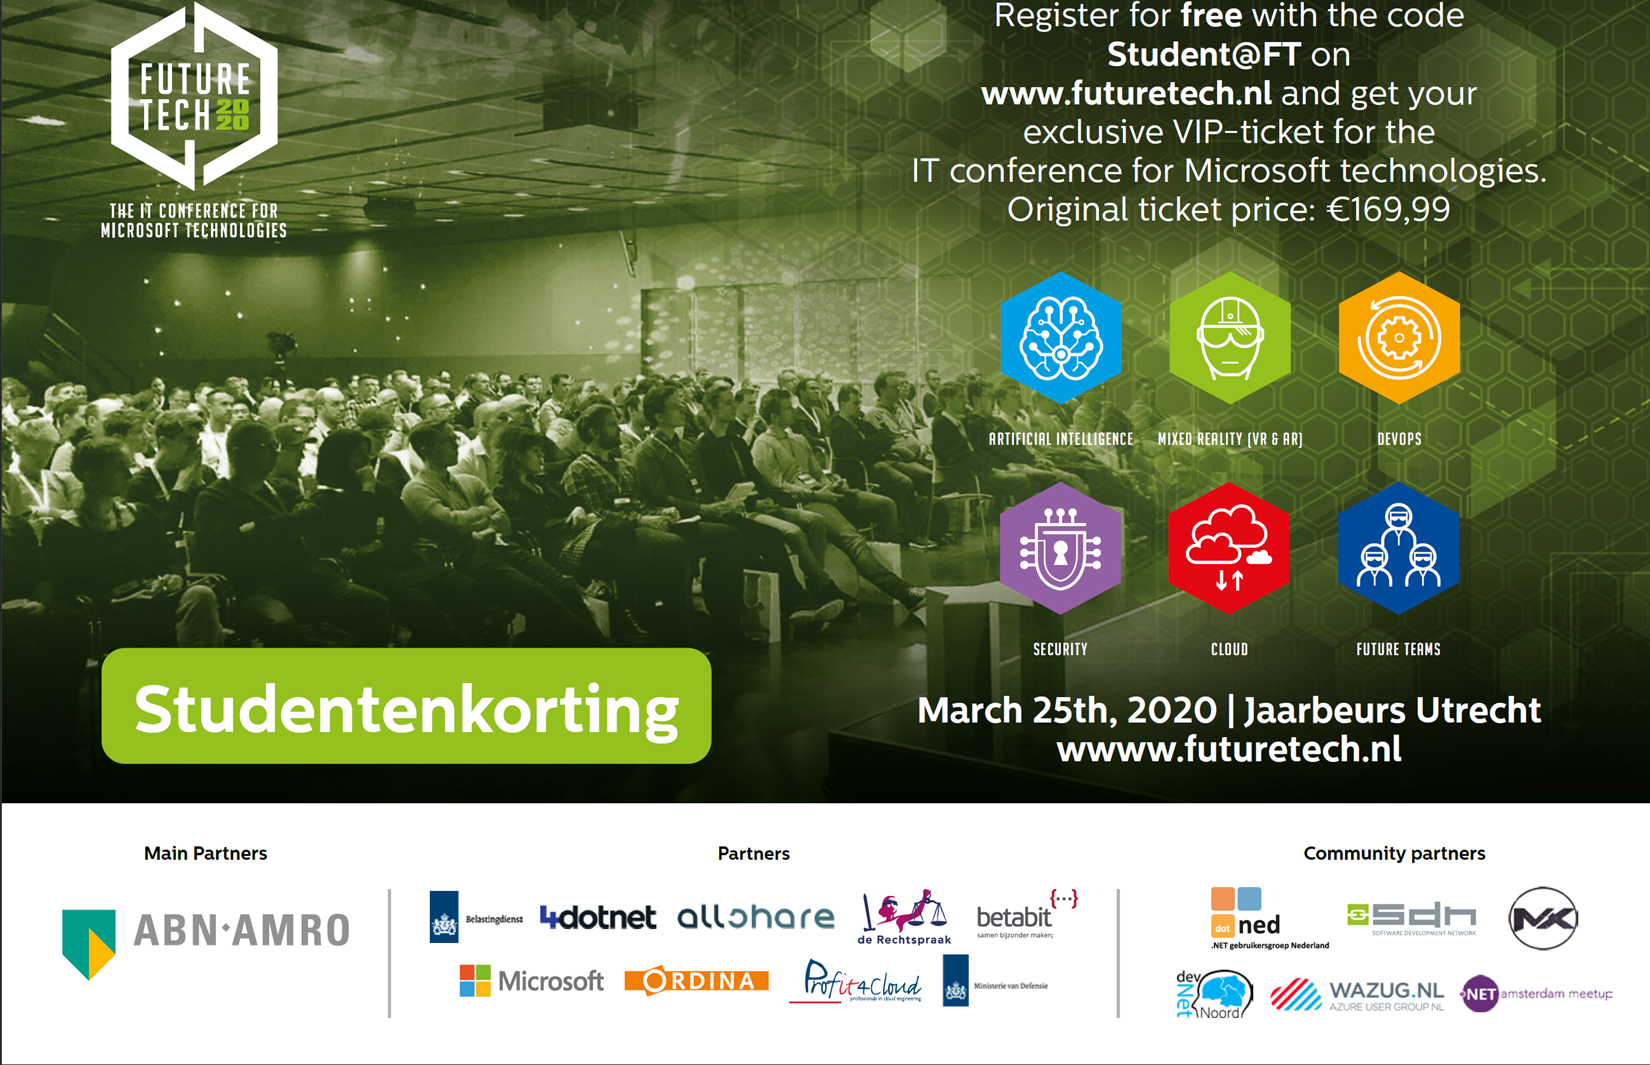 FUTURE
TECH 2020
THE IT CONFERENCE FOR
MICROSOFT TECHNOLOGIES
Register for free with the code
Student@FT on
www.futuretech.nl and get your
exclusive VIP-ticket for the
IT conference for Microsoft technologies.
Original ticket price: €169,99
ARTIFICIAL INTELLIGENCE
MIXED REALITY (VR & AR)
DEVOPS
SECURITY
CLOUD
FUTURE TEAMS
Studentenkorting
March 25th, 2020 | Jaarbeurs Utrecht
wwww.futuretech.nl
Main Partners
ABN·AMRO
Partners
Belastingdienst
4dotnet
allshare
de Rechtspraak
betabit {···}
samen bijzonder maken;
Microsoft
ORDINA
Profit4Cloud
professionals in cloud engineering
Ministerie van Defensie
Community partners
dot ned
.NET gebruikersgroep Nederland
sdn
SOFTWARE DEVELOPMENT NETWORK
NX
dev
Net
Noord
WAZUG.NL
AZURE USER GROUP NL
.NET amsterdam meetup